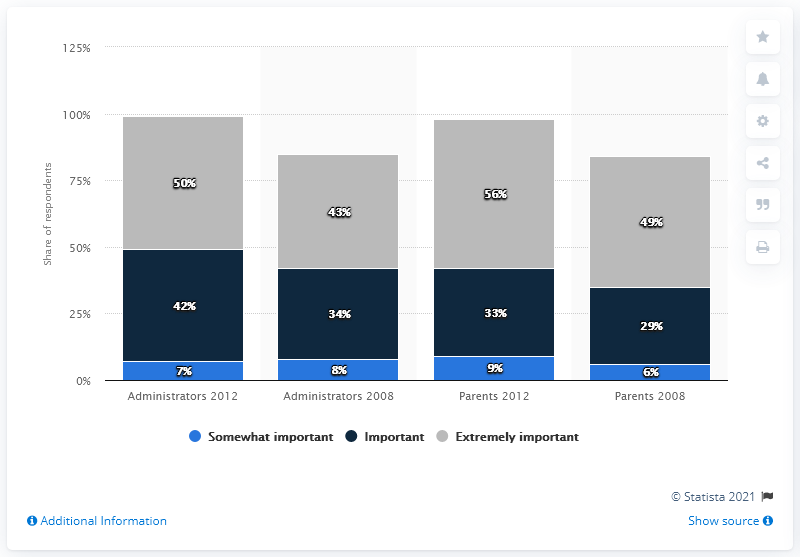 125%
100%
75%
50%
25%
0%
Share of respondents
50%
43%
56%
49%
42%
34%
33%
29%
7%
8%
9%
6%
Administrators 2012
Administrators 2008
Parents 2012
Parents 2008
Somewhat important
Important
Extremely important
© Statista 2021
Additional Information
Show source